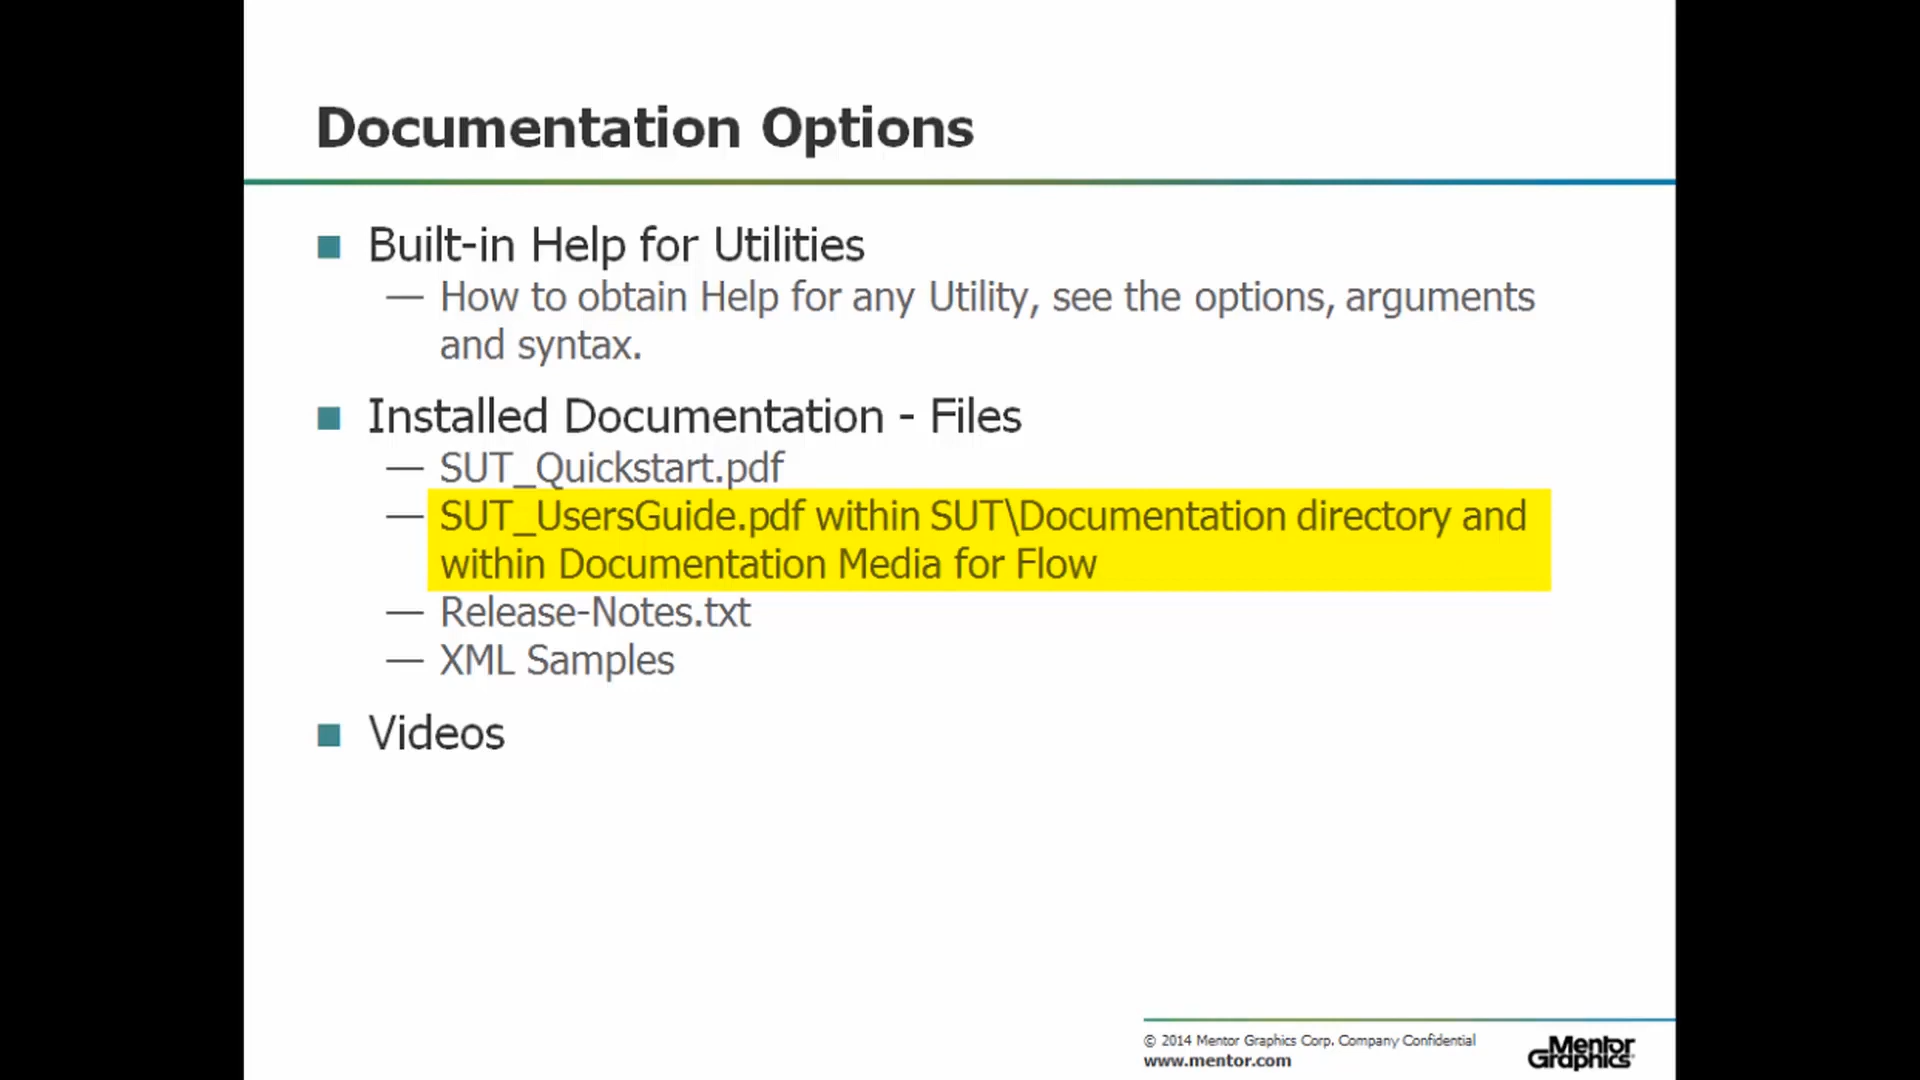 Documentation Options
Built-in Help for Utilities
— How to obtain Help for any Utility, see the options, arguments
and syntax.
Installed Documentation - Files
— SUT_Quickstart.pdf
— SUT_UsersGuide.pdf within SUT\Documentation directory and
within Documentation Media for Flow
— Release-Notes.txt
— XML Samples
Videos
© 2014 Mentor Graphics Corp. Company Confidential
www.mentor.com
Mentor
Graphics